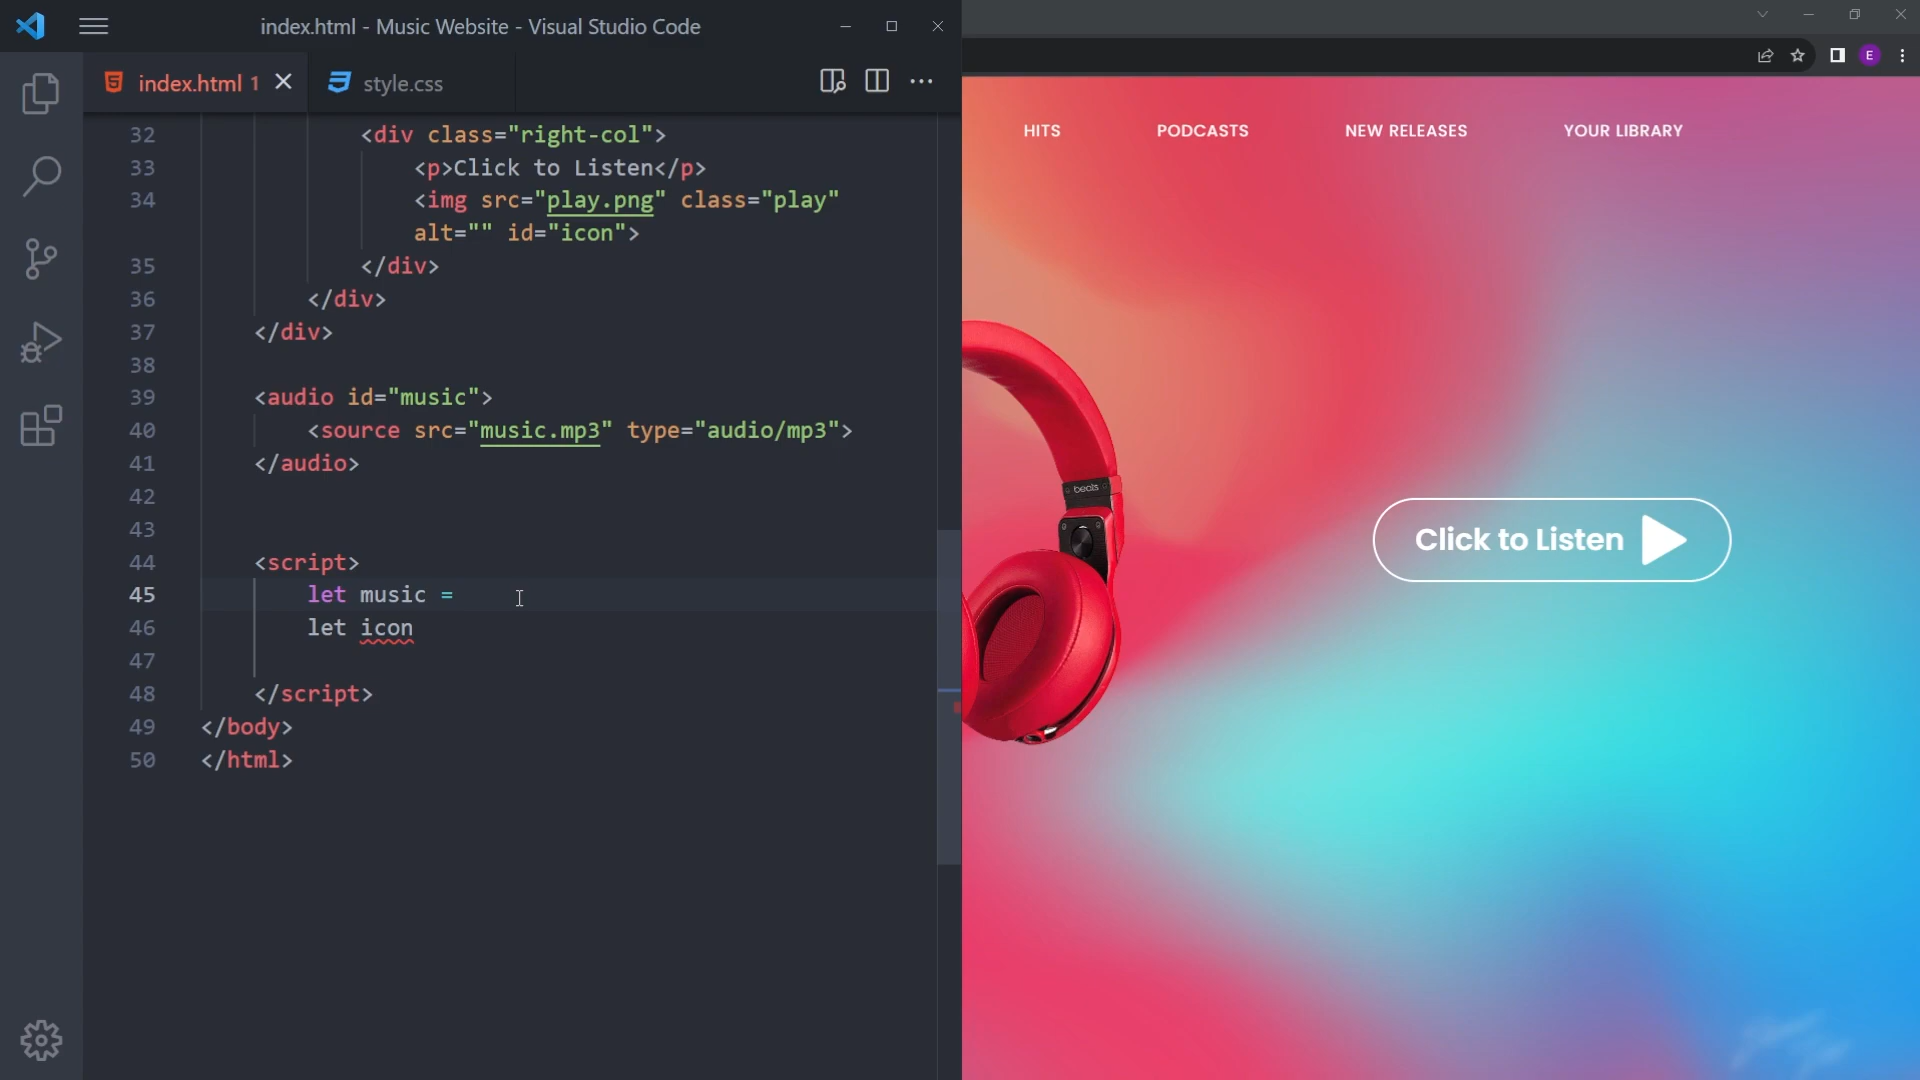 index.html - Music Website - Visual Studio Code
index.html 1
style.css
32 <div class="right-col">
33 <p>Click to Listen</p>
34 <img src="play.png" class="play"
alt="" id="icon">
35 </div>
36 </div>
37 </div>
38
39 <audio id="music">
40 <source src="music.mp3" type="audio/mp3">
41 </audio>
42
43
44 <script>
45 let music =
46 let icon
47
48 </script>
49 </body>
50 </html>
E
HITS PODCASTS NEW RELEASES YOUR LIBRARY
beats
Click to Listen